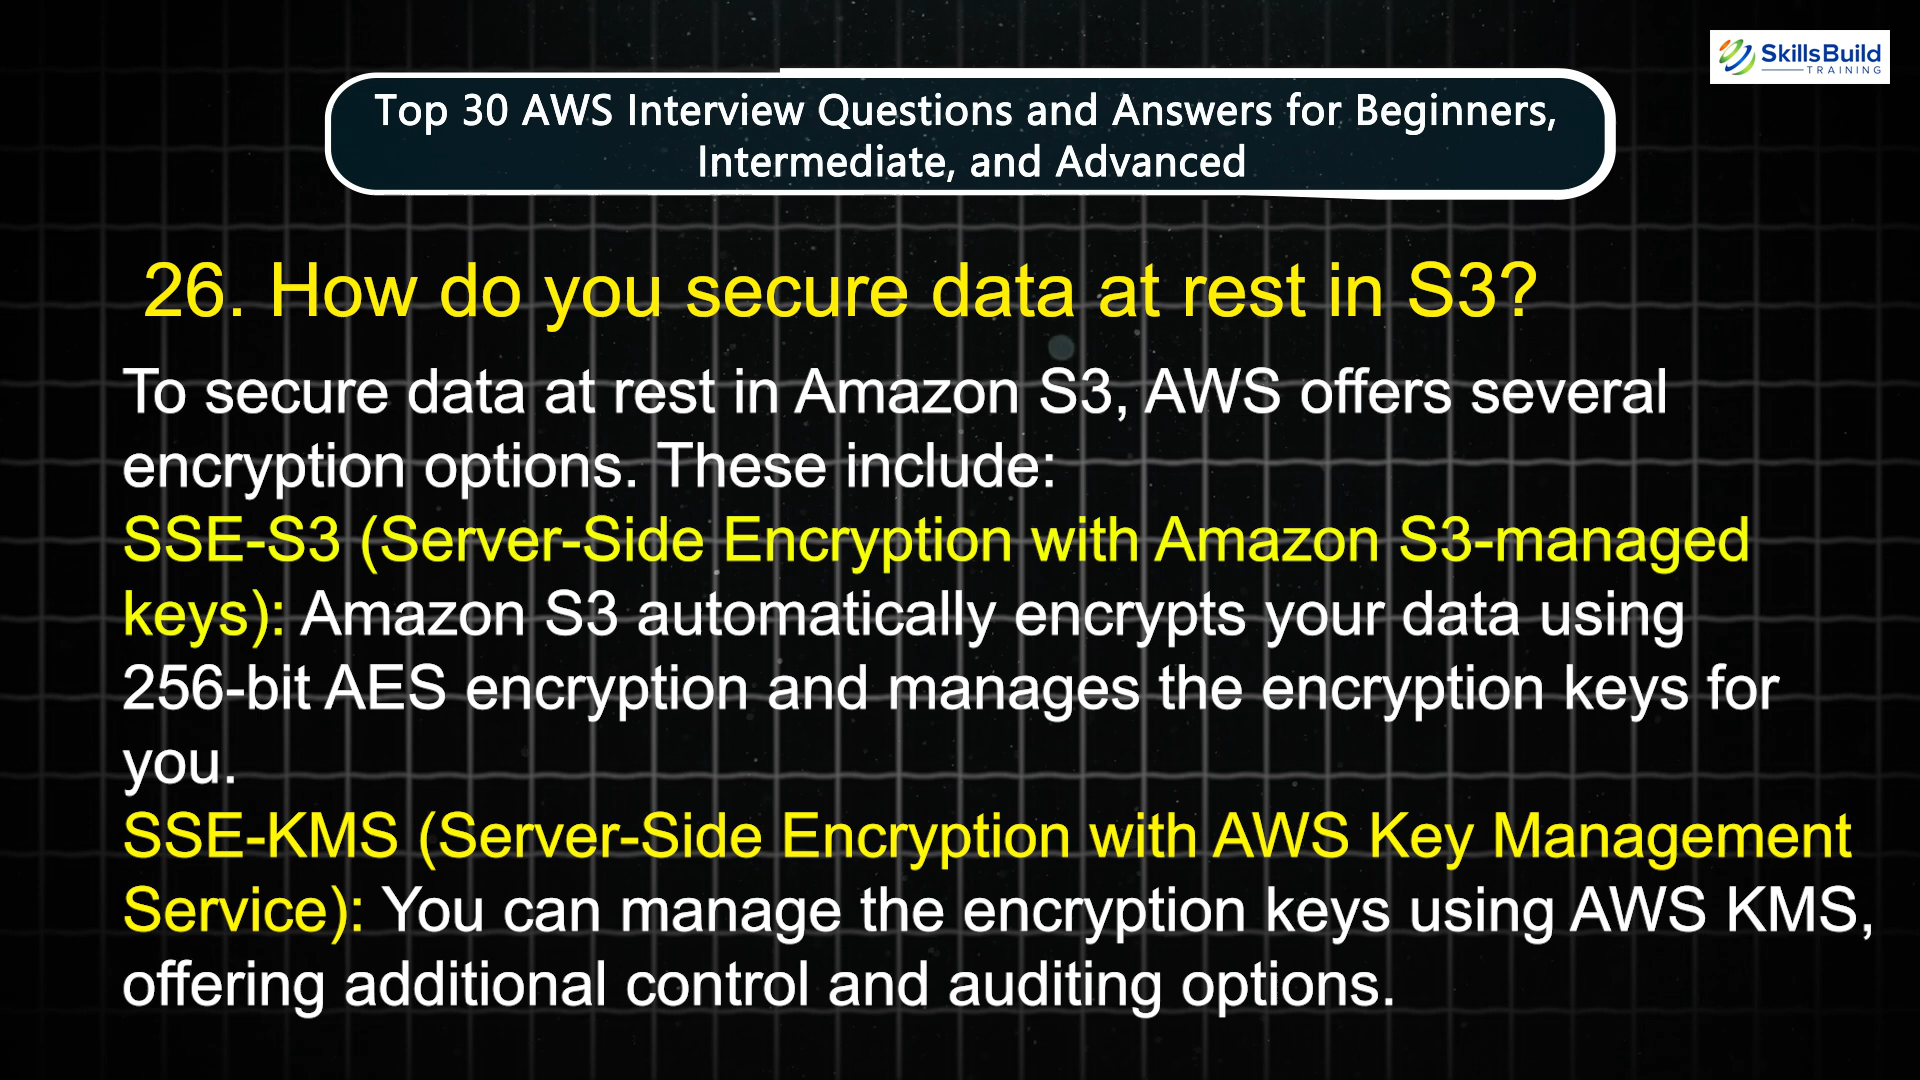 SkillsBuild
TRAINING
Top 30 AWS Interview Questions and Answers for Beginners,
Intermediate, and Advanced
26. How do you secure data at rest in S3?
To secure data at rest in Amazon S3, AWS offers several
encryption options. These include:
SSE-S3 (Server-Side Encryption with Amazon S3-managed
keys): Amazon S3 automatically encrypts your data using
256-bit AES encryption and manages the encryption keys for
you.
SSE-KMS (Server-Side Encryption with AWS Key Management
Service): You can manage the encryption keys using AWS KMS,
offering additional control and auditing options.